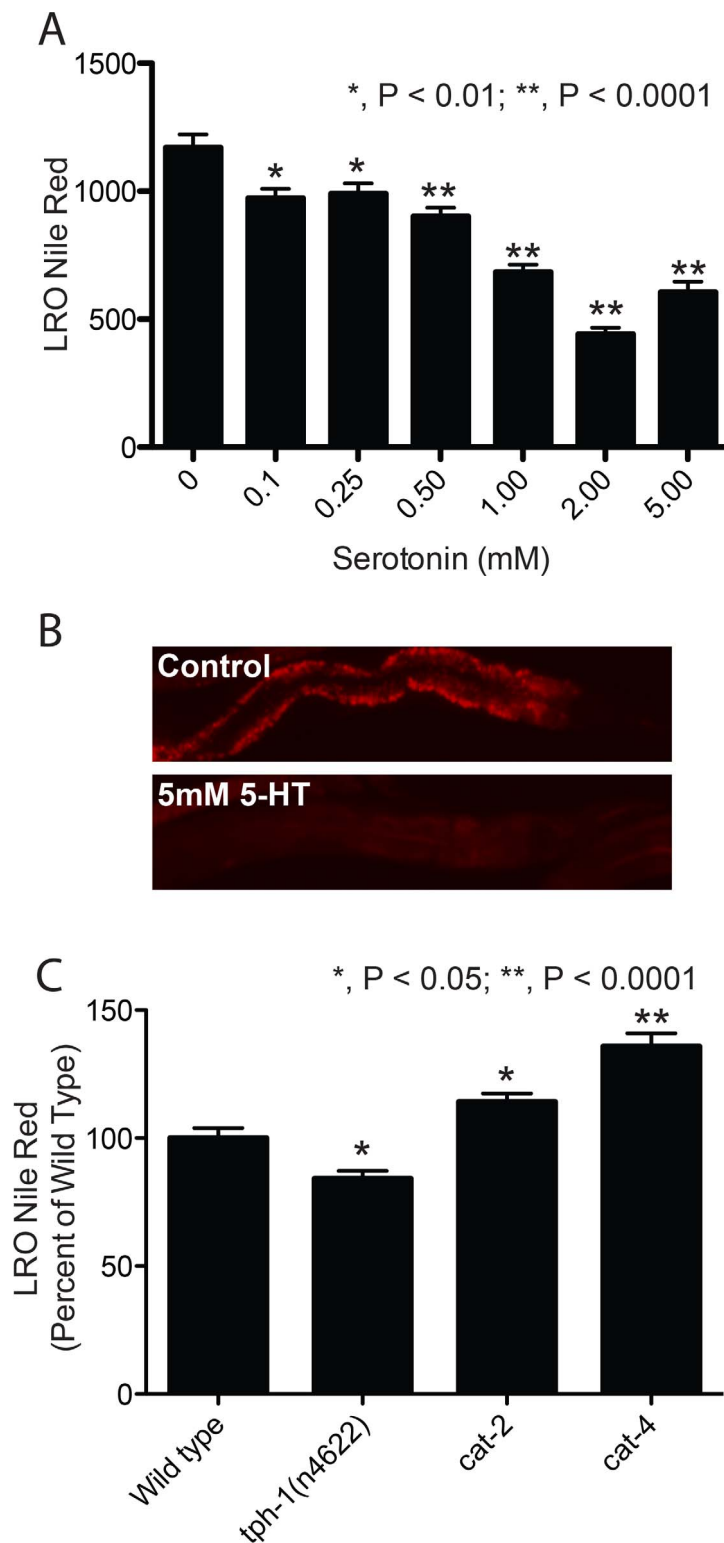 A
*, P < 0.01; **, P < 0.0001
LRO Nile Red
1500
1000
500
0
* * ** ** ** **
0 0.1 0.25 0.50 1.00 2.00 5.00
Serotonin (mM)
B
Control
5mM 5-HT
C
*, P < 0.05; **, P < 0.0001
LRO Nile Red
(Percent of Wild Type)
150
100
50
0
* * **
Wild type tph-1(n4622) cat-2 cat-4